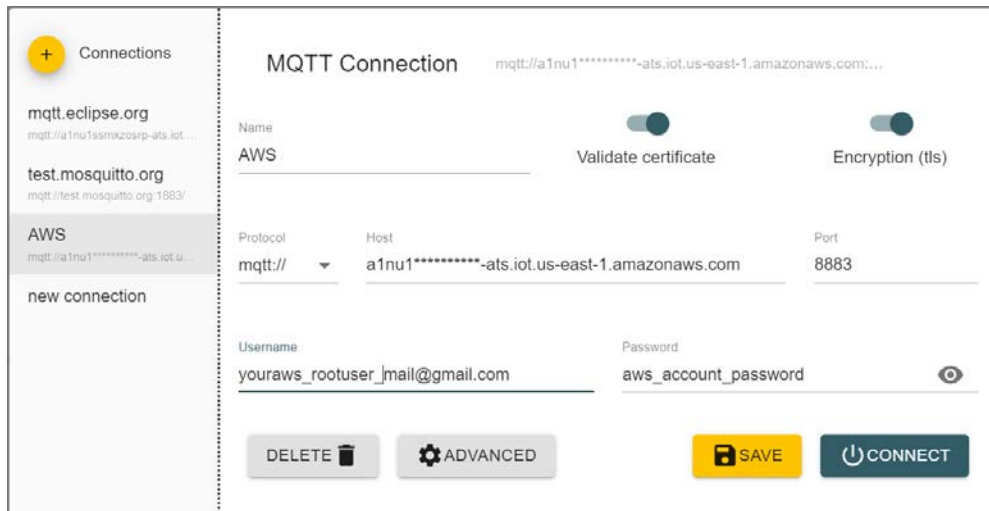 + Connections
mqtt.eclipse.org
mqtt://a1nu1ssmxzosrp-ats.iot....
test.mosquitto.org
mqtt://test.mosquitto.org:1883/
AWS
mqtt://a1nu1**********-ats.iot.u...
new connection
MQTT Connection mqtt://a1nu1**********-ats.iot.us-east-1.amazonaws.com:...
Name
AWS
Validate certificate
Encryption (tls)
Protocol Host Port
mqtt:// a1nu1**********-ats.iot.us-east-1.amazonaws.com 8883
Username Password
youraws_rootuser_mail@gmail.com aws_account_password
DELETE ADVANCED SAVE CONNECT